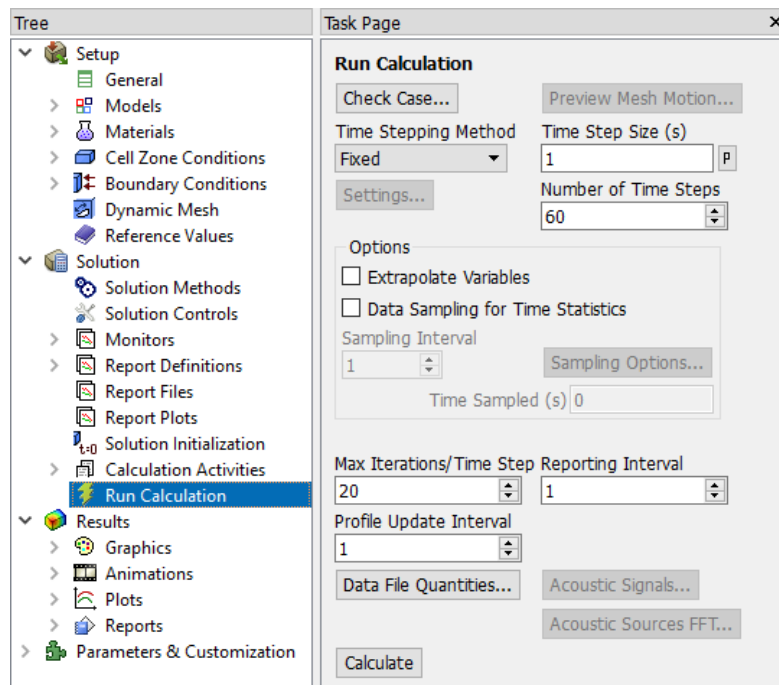 Tree
Setup
General
Models
Materials
Cell Zone Conditions
Boundary Conditions
Dynamic Mesh
Reference Values
Solution
Solution Methods
Solution Controls
Monitors
Report Definitions
Report Files
Report Plots
t=0 Solution Initialization
Calculation Activities
Run Calculation
Results
Graphics
Animations
Plots
Reports
Parameters & Customization
Task Page
Run Calculation
Check Case... Preview Mesh Motion...
Time Stepping Method Time Step Size (s)
Fixed 1 P
Settings... Number of Time Steps
60
Options
Extrapolate Variables
Data Sampling for Time Statistics
Sampling Interval
1 Sampling Options...
Time Sampled (s) 0
Max Iterations/Time Step Reporting Interval
20 1
Profile Update Interval
1
Data File Quantities... Acoustic Signals...
Acoustic Sources FFT...
Calculate